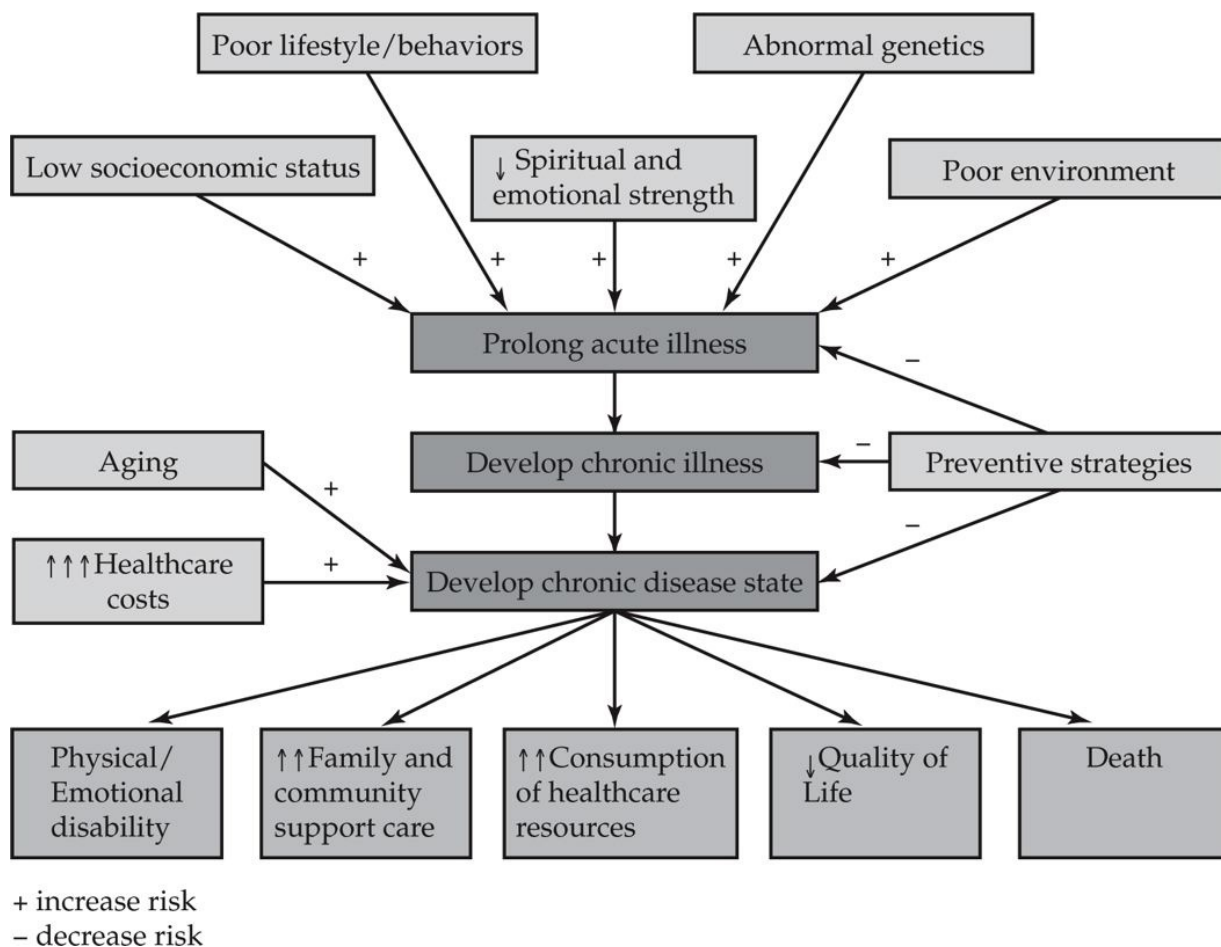 Poor lifestyle/behaviors
Abnormal genetics
Low socioeconomic status
↓ Spiritual and
emotional strength
Poor environment
+
+
+
+
+
Prolong acute illness
–
Aging
Develop chronic illness
–
Preventive strategies
+
–
↑↑↑Healthcare
costs
+
Develop chronic disease state
Physical/
Emotional
disability
↑↑Family and
community
support care
↑↑Consumption
of healthcare
resources
↓Quality of
Life
Death
+ increase risk
– decrease risk